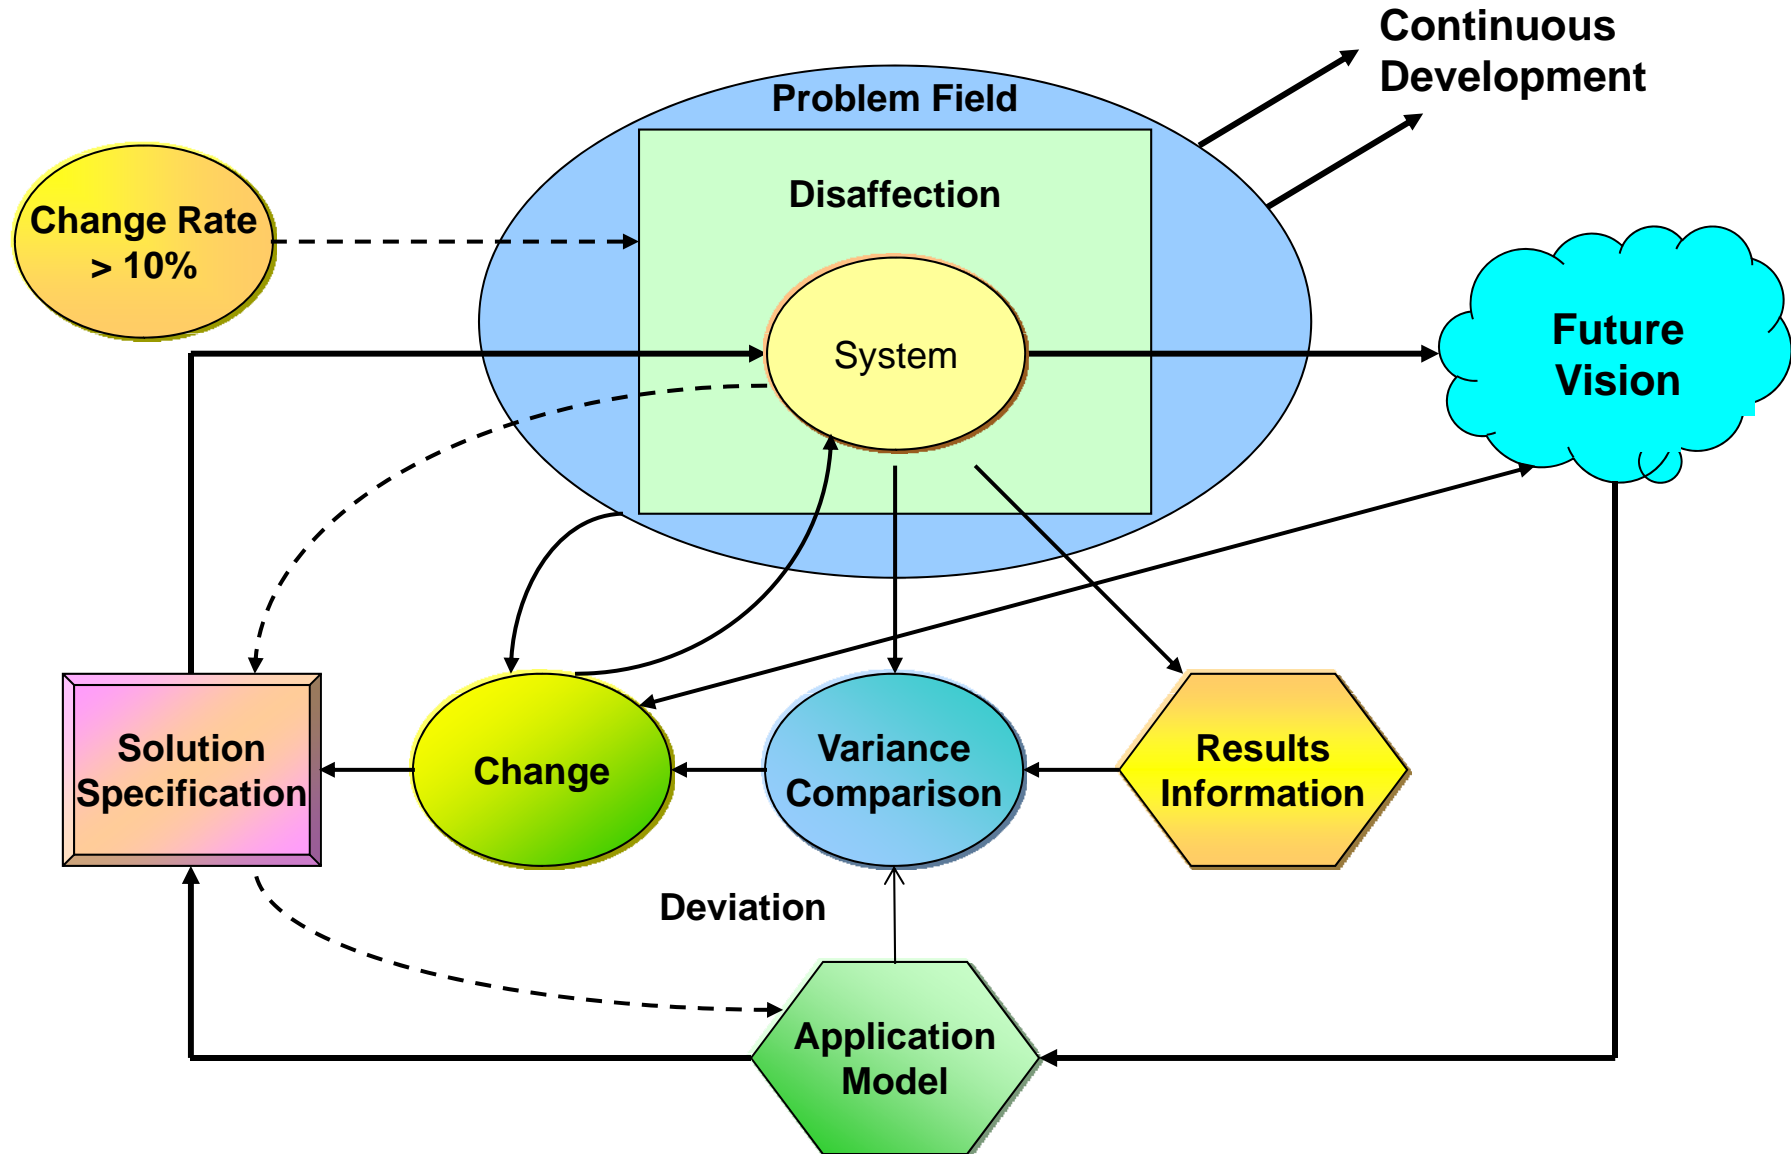 Continuous
Development
Problem Field
Disaffection
Change Rate
> 10%
System
Future
Vision
Solution
Specification
Change
Variance
Comparison
Results
Information
Deviation
Application
Model